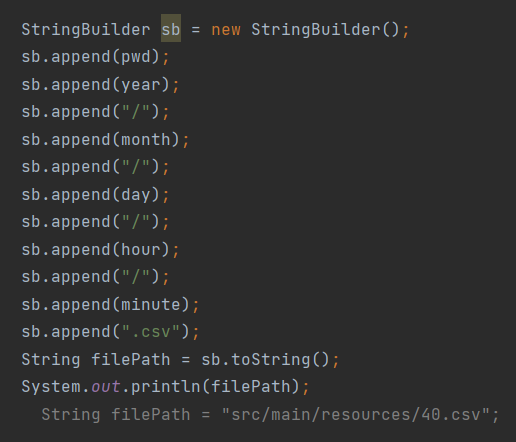 StringBuilder sb = new StringBuilder();
sb.append(pwd);
sb.append(year);
sb.append("/");
sb.append(month);
sb.append("/");
sb.append(day);
sb.append("/");
sb.append(hour);
sb.append("/");
sb.append(minute);
sb.append(".csv");
String filePath = sb.toString();
System.out.println(filePath);
String filePath = "src/main/resources/40.csv";